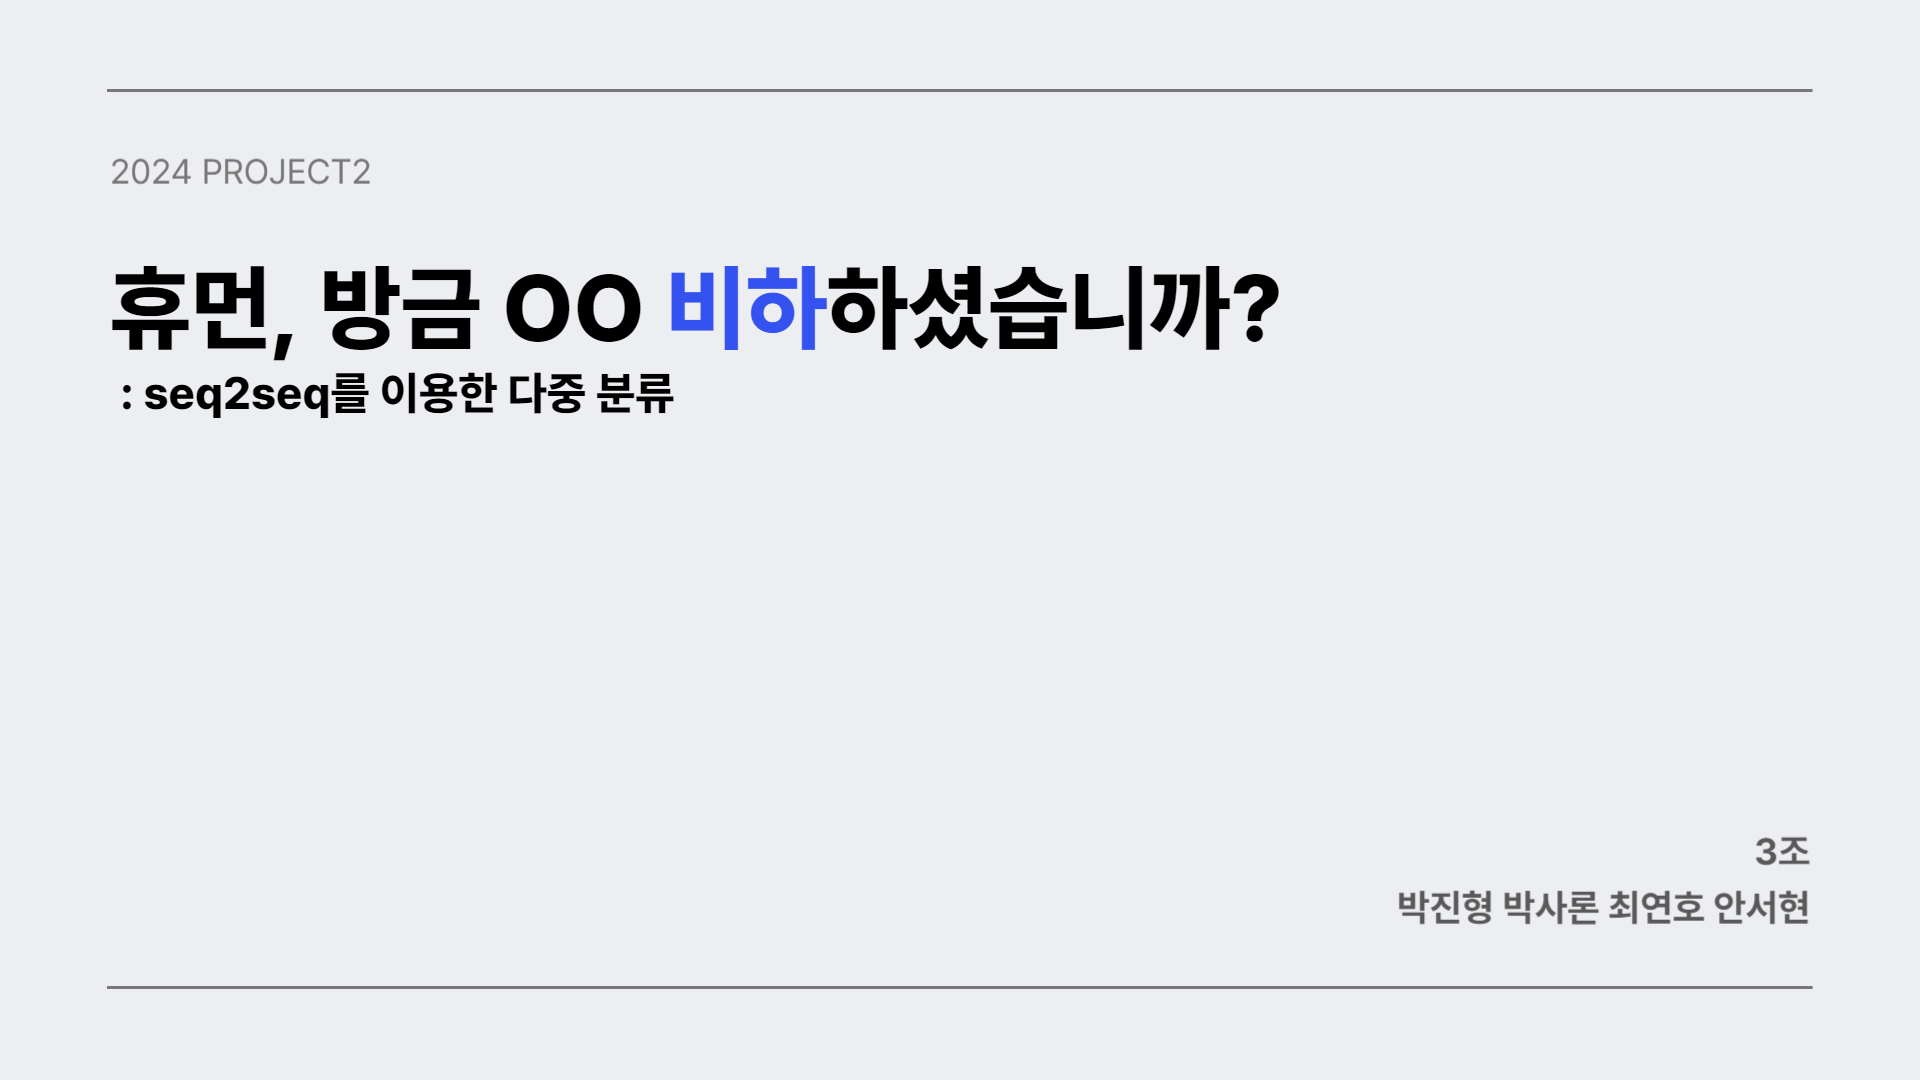 2024 PROJECT2
휴먼, 방금 OO 비하하셨습니까?
: seq2seq를 이용한 다중 분류
3조
박진형 박사론 최연호 안서현